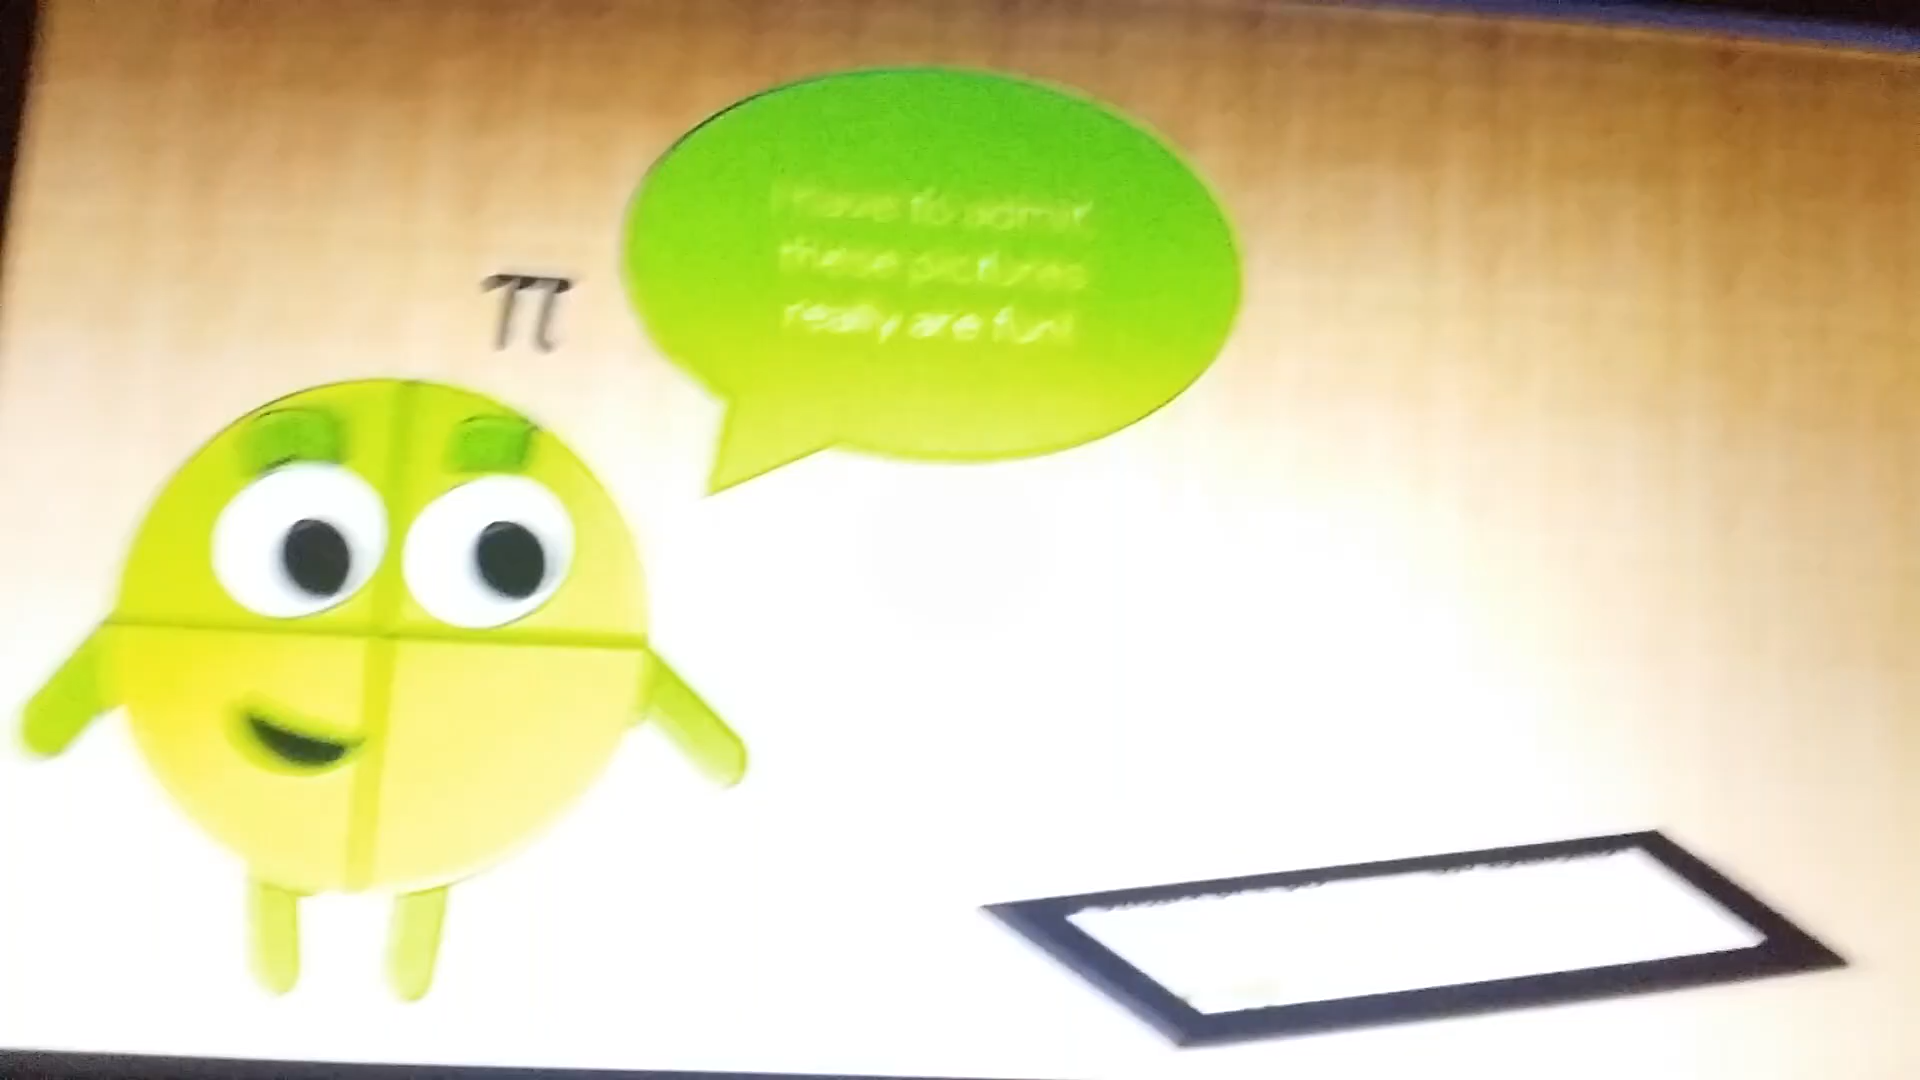 π
I have to admit,
these pictures
really are fun!